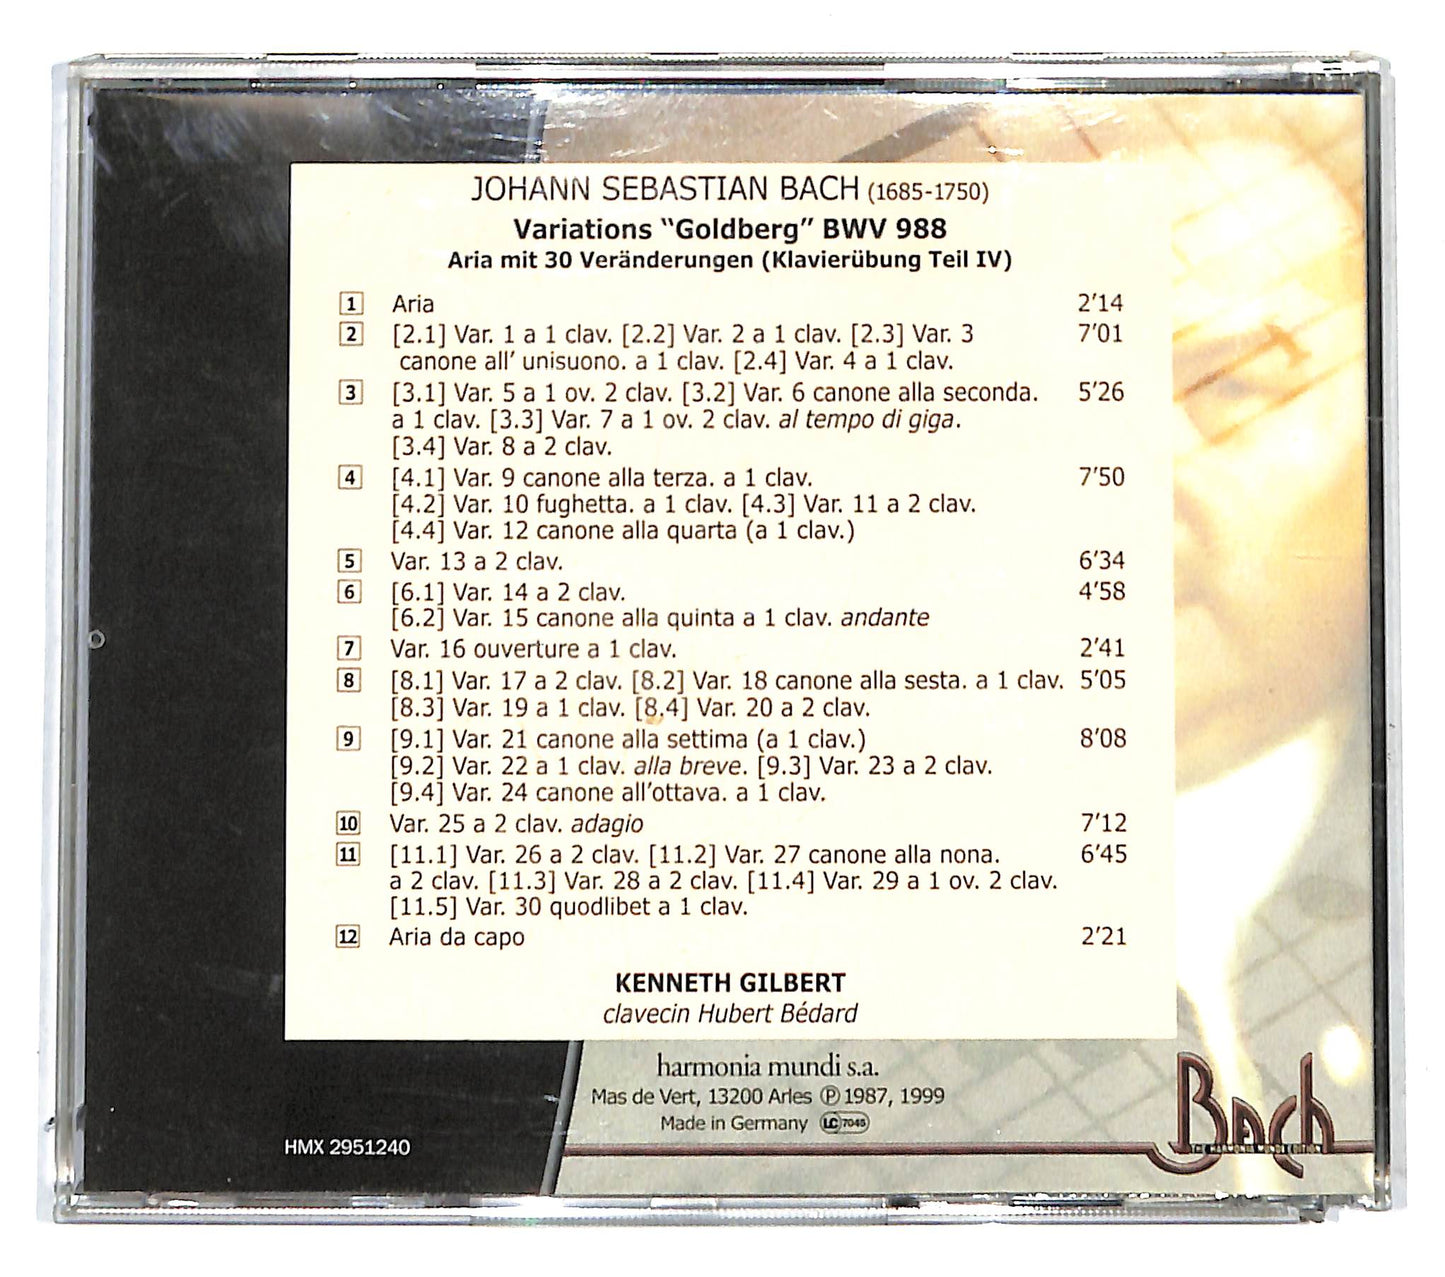 JOHANN SEBASTIAN BACH (1685-1750)
Variations “Goldberg” BWV 988
Aria mit 30 Veränderungen (Klavierübung Teil IV)
1 Aria 2’14
2 [2.1] Var. 1 a 1 clav. [2.2] Var. 2 a 1 clav. [2.3] Var. 3 7’01
canone all’ unisuono. a 1 clav. [2.4] Var. 4 a 1 clav.
3 [3.1] Var. 5 a 1 ov. 2 clav. [3.2] Var. 6 canone alla seconda. 5’26
a 1 clav. [3.3] Var. 7 a 1 ov. 2 clav. al tempo di giga.
[3.4] Var. 8 a 2 clav.
4 [4.1] Var. 9 canone alla terza. a 1 clav. 7’50
[4.2] Var. 10 fughetta. a 1 clav. [4.3] Var. 11 a 2 clav.
[4.4] Var. 12 canone alla quarta (a 1 clav.)
5 Var. 13 a 2 clav. 6’34
6 [6.1] Var. 14 a 2 clav. 4’58
[6.2] Var. 15 canone alla quinta a 1 clav. andante
7 Var. 16 ouverture a 1 clav. 2’41
8 [8.1] Var. 17 a 2 clav. [8.2] Var. 18 canone alla sesta. a 1 clav. 5’05
[8.3] Var. 19 a 1 clav. [8.4] Var. 20 a 2 clav.
9 [9.1] Var. 21 canone alla settima (a 1 clav.) 8’08
[9.2] Var. 22 a 1 clav. alla breve. [9.3] Var. 23 a 2 clav.
[9.4] Var. 24 canone all’ottava. a 1 clav.
10 Var. 25 a 2 clav. adagio 7’12
11 [11.1] Var. 26 a 2 clav. [11.2] Var. 27 canone alla nona. 6’45
a 2 clav. [11.3] Var. 28 a 2 clav. [11.4] Var. 29 a 1 ov. 2 clav.
[11.5] Var. 30 quodlibet a 1 clav.
12 Aria da capo 2’21
KENNETH GILBERT
clavecin Hubert Bédard
harmonia mundi s.a.
Mas de Vert, 13200 Arles ℗ 1987, 1999
Made in Germany LC 7045
HMX 2951240
Bach
THE HARMONIA MUNDI EDITION